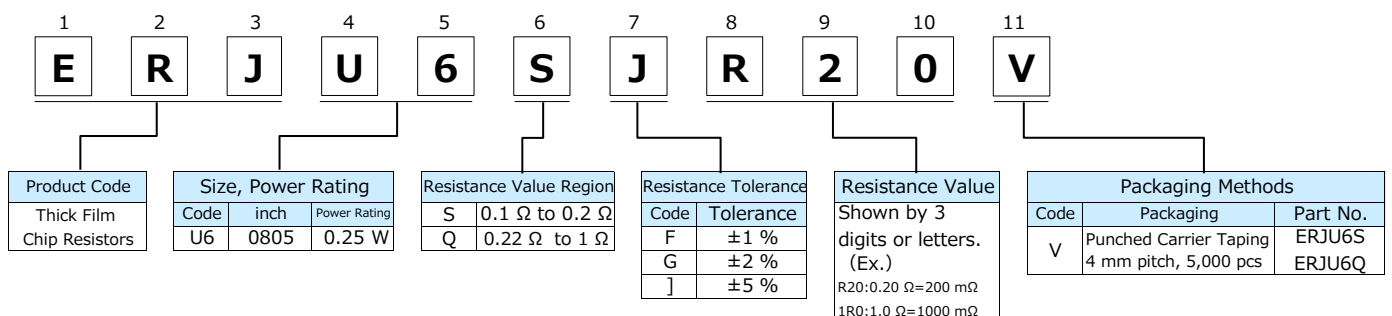 1 2 3 4 5 6 7 8 9 10 11
E R J U 6 S J R 2 0 V
Product Code
Thick Film
Chip Resistors
Size, Power Rating
Code inch Power Rating
U6 0805 0.25 W
Resistance Value Region
S 0.1 Ω to 0.2 Ω
Q 0.22 Ω to 1 Ω
Resistance Tolerance
Code Tolerance
F ±1 %
G ±2 %
J ±5 %
Resistance Value
Shown by 3
digits or letters.
(Ex.)
R20:0.20 Ω=200 mΩ
1R0:1.0 Ω=1000 mΩ
Packaging Methods
Code Packaging Part No.
V Punched Carrier Taping
4 mm pitch, 5,000 pcs
ERJU6S
ERJU6Q